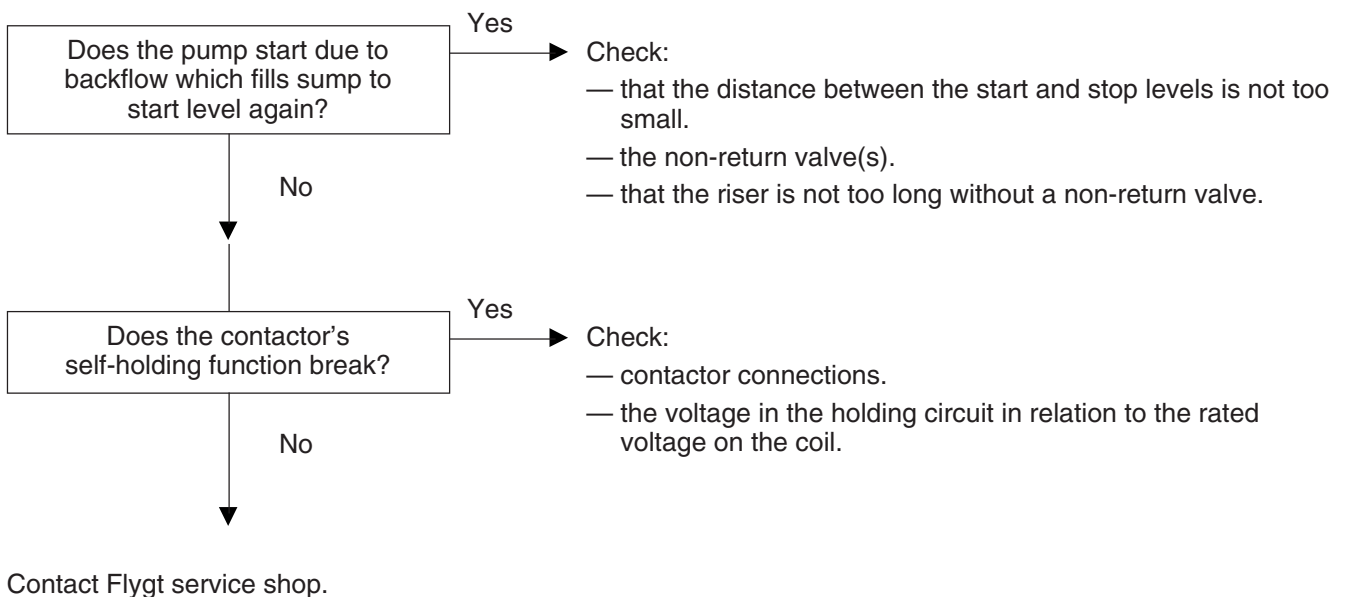 Does the pump start due to
backflow which fills sump to
start level again?
Yes
Check:
— that the distance between the start and stop levels is not too
small.
— the non-return valve(s).
— that the riser is not too long without a non-return valve.
No
Does the contactor’s
self-holding function break?
Yes
Check:
— contactor connections.
— the voltage in the holding circuit in relation to the rated
voltage on the coil.
No
Contact Flygt service shop.